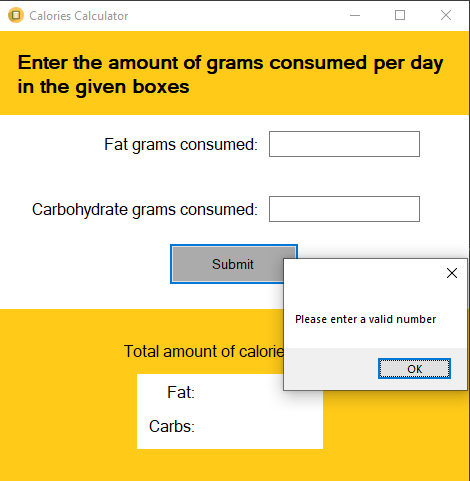 Calories Calculator
Enter the amount of grams consumed per day
in the given boxes
Fat grams consumed:
Carbohydrate grams consumed:
Submit
Please enter a valid number
OK
Total amount of
Fat:
Carbs: